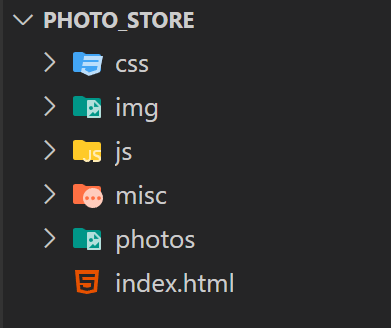 PHOTO_STORE
css
img
js
misc
photos
index.html